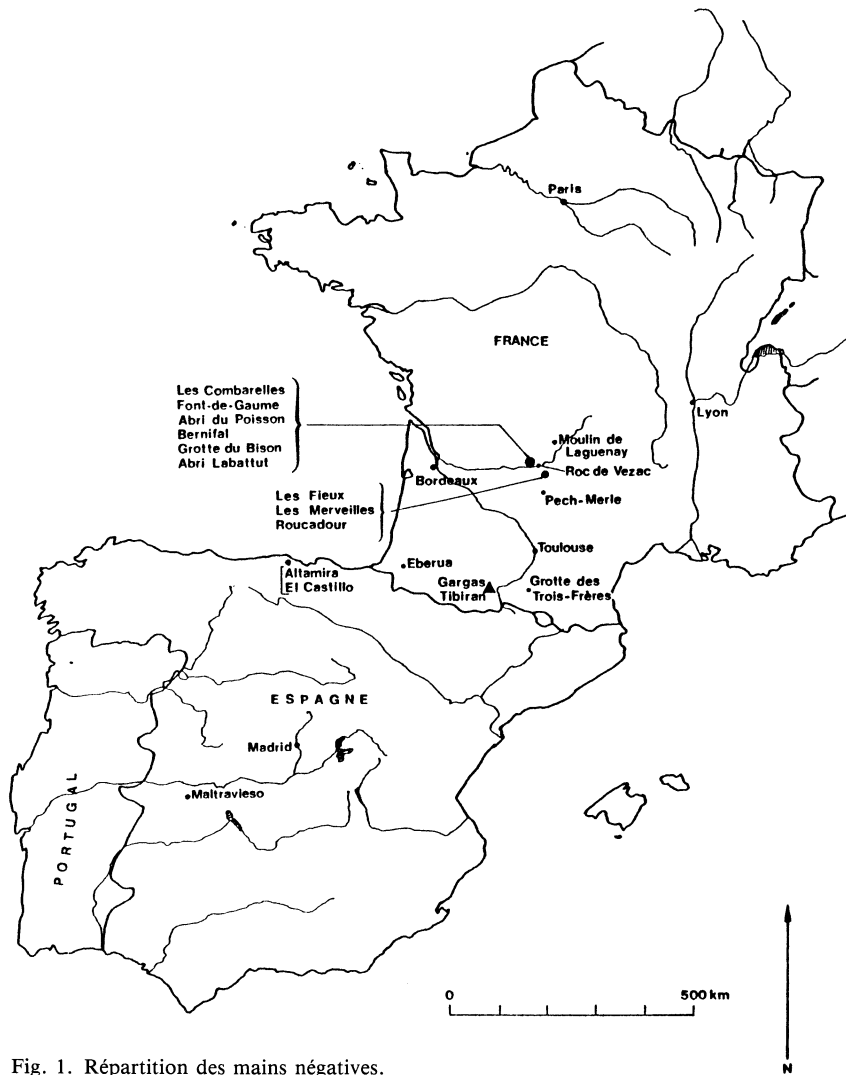 Paris
FRANCE
Les Combarelles
Font-de-Gaume
Abri du Poisson
Bernifal
Grotte du Bison
Abri Labattut
Lyon
Moulin de
Laguenay
Roc de Vezac
Bordeaux
Les Fieux
Les Merveilles
Roucadour
Pech-Merle
Toulouse
Eberua
Altamira
El Castillo
Gargas
Tibiran
Grotte des
Trois-Frères
ESPAGNE
Madrid
Maltravieso
PORTUGAL
0 500 km
N
Fig. 1. Répartition des mains négatives.